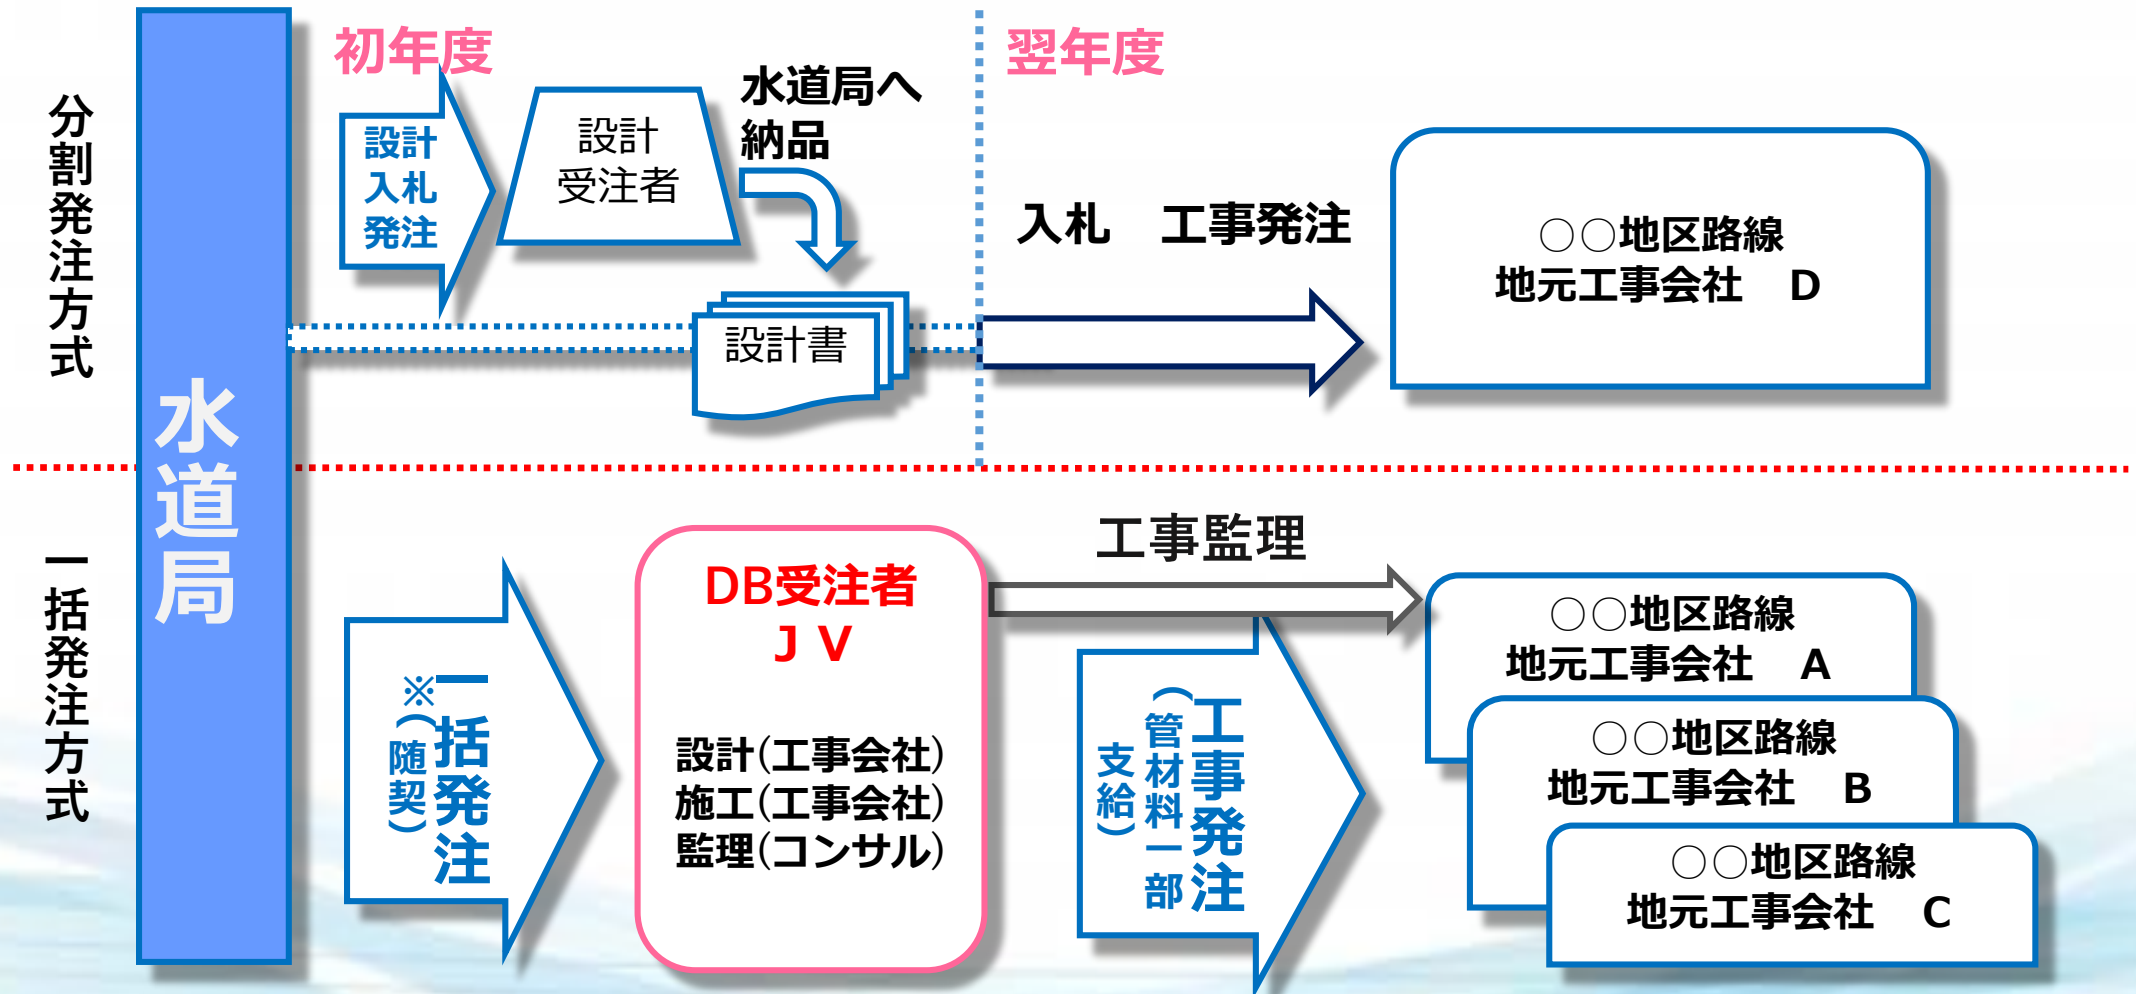 分割発注方式
水道局
初年度
設計
入札
発注
設計
受注者
水道局へ
納品
設計書
翌年度
入札　工事発注
○○地区路線
地元工事会社　D
一括発注方式
一括発注
※(随契)
DB受注者
ＪＶ
設計(工事会社)
施工(工事会社)
監理(コンサル)
工事監理
工事発注
(管材料一部
支給)
○○地区路線
地元工事会社　A
○○地区路線
地元工事会社　B
○○地区路線
地元工事会社　C